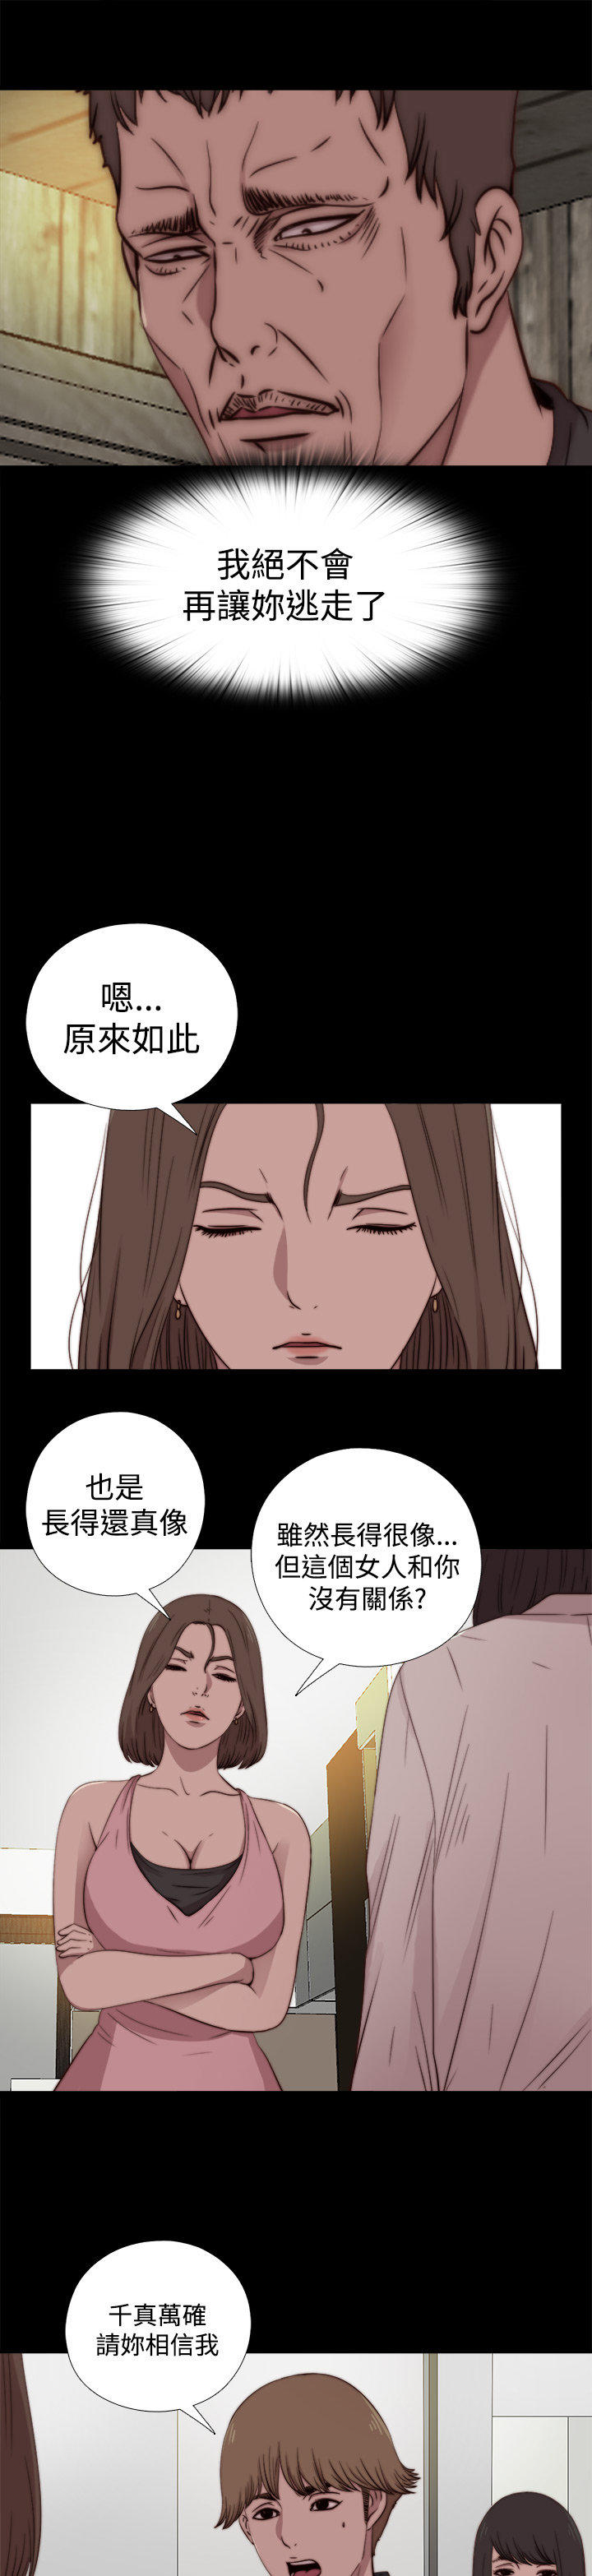 我絕不會
再讓妳逃走了
嗯...
原來如此
也是
長得還真像
雖然長得很像...
但這個女人和你
沒有關係?
千真萬確
請妳相信我